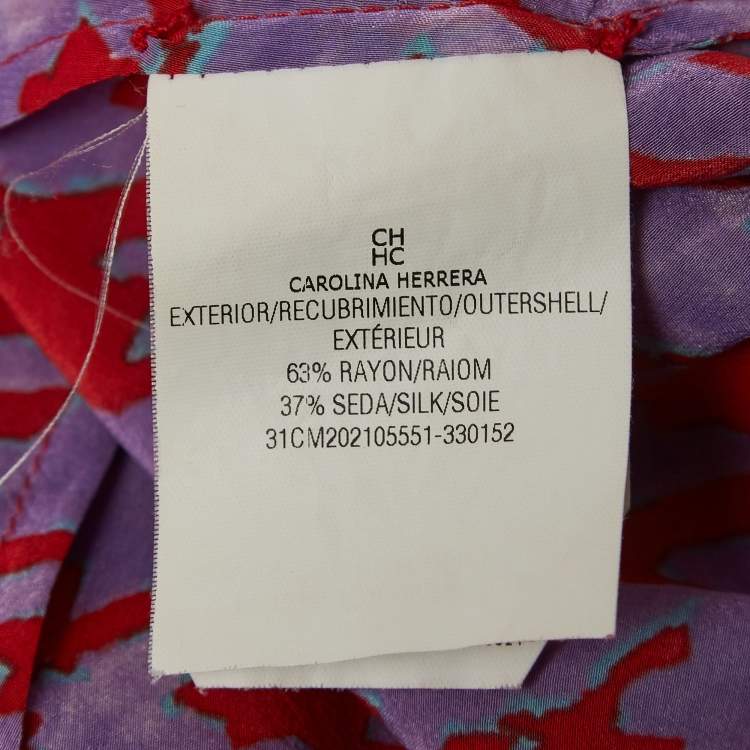 CH
HC
CAROLINA HERRERA
EXTERIOR/RECUBRIMIENTO/OUTERSHELL/
EXTÉRIEUR
63% RAYON/RAIOM
37% SEDA/SILK/SOIE
31CM202105551-330152